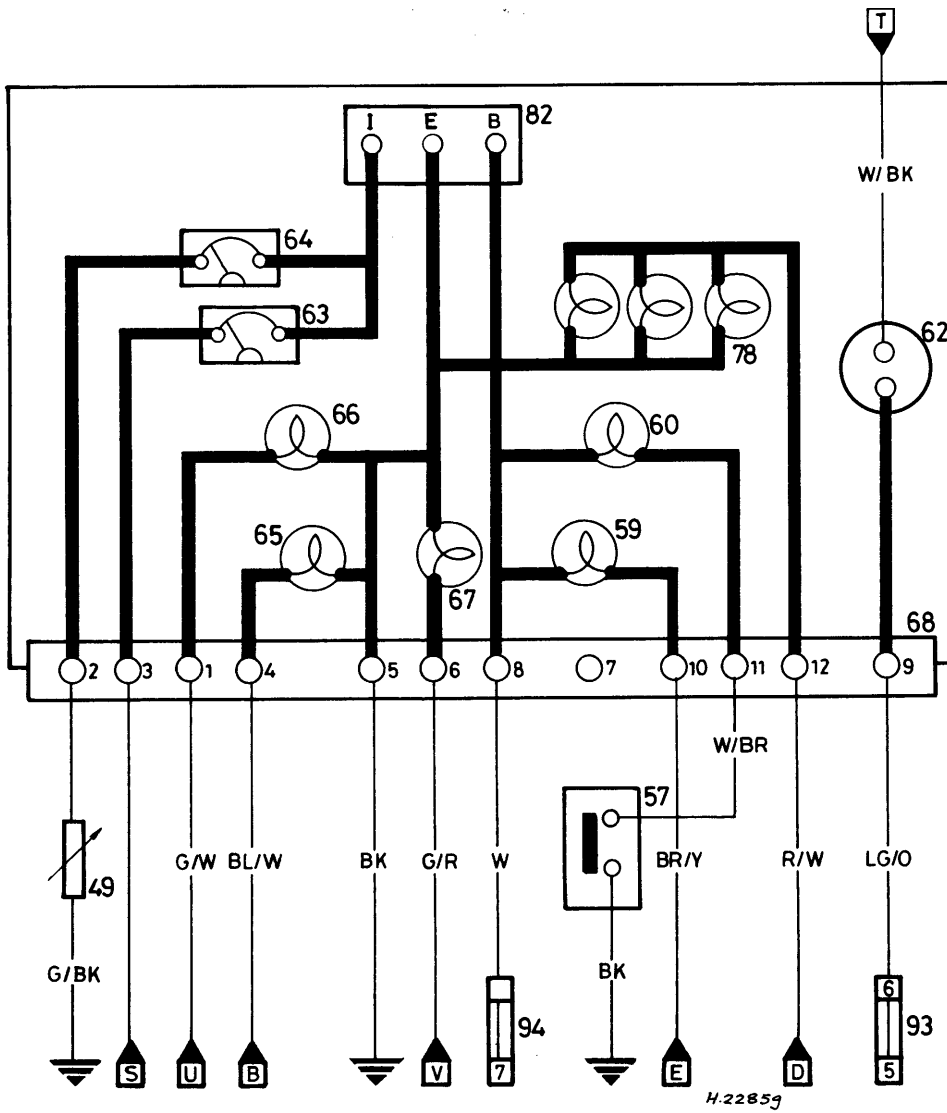 T
I E B 82
W/BK
64
63
62
78
66
60
65
59
67
68
2 3 1 4 5 6 8 7 10 11 12 9
W/BR
57
G/W BL/W BK G/R W BR/Y R/W LG/O
49
G/BK
BK
6
94
93
S U B V 7 E D 5
H.22859